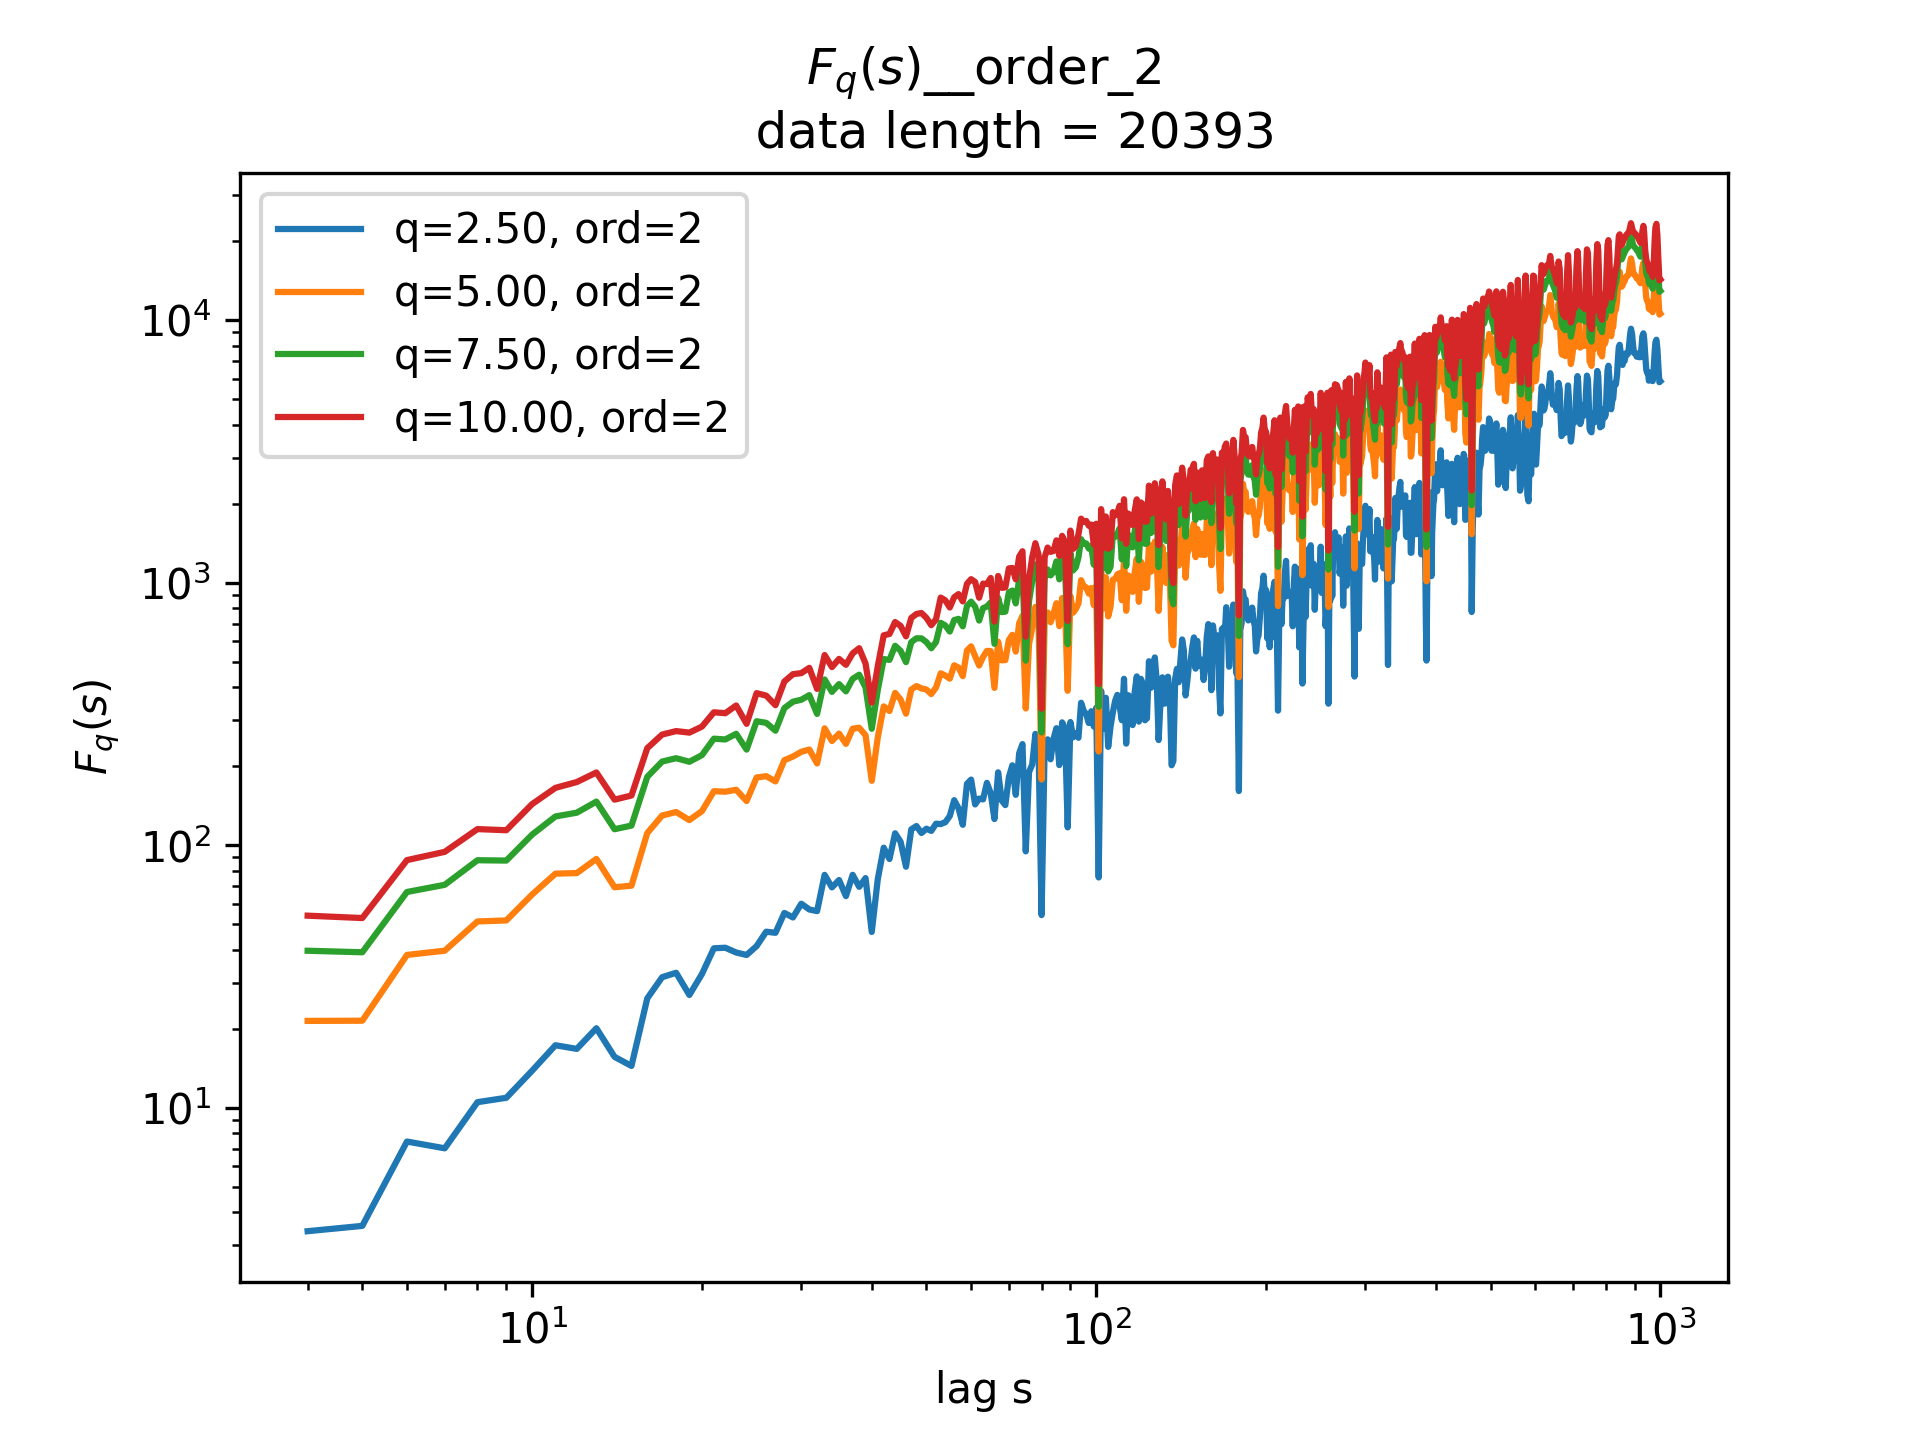 F_q(s)__order_2
data length = 20393
q=2.50, ord=2
q=5.00, ord=2
q=7.50, ord=2
q=10.00, ord=2
F_q(s)
10^4
10^3
10^2
10^1
10^1 10^2 10^3
lag s